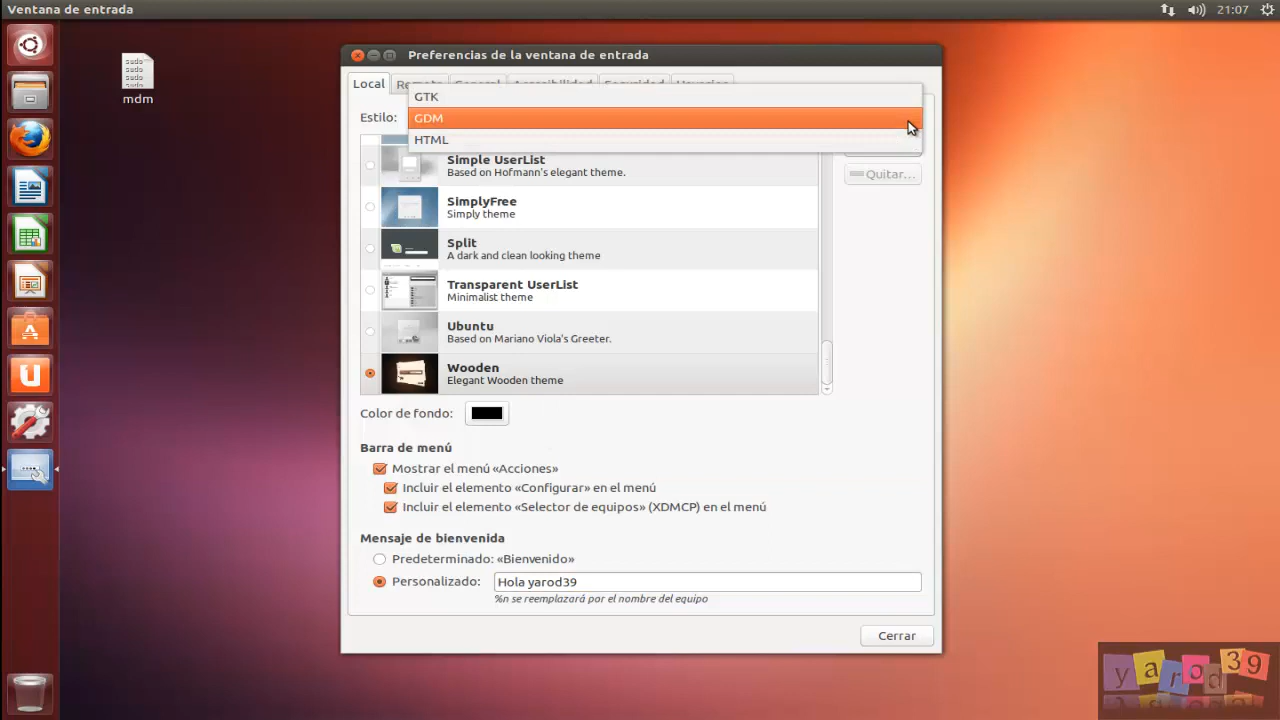 Ventana de entrada
21:07
sudo
sudo
sudo
sudo
mdm
Preferencias de la ventana de entrada
Local
Remoto General Accesibilidad Seguridad Usuarios
GTK
Estilo: GDM
HTML
Simple UserList
Based on Hofmann's elegant theme.
Quitar...
SimplyFree
Simply theme
Split
A dark and clean looking theme
Transparent UserList
Minimalist theme
Ubuntu
Based on Mariano Viola's Greeter.
Wooden
Elegant Wooden theme
Color de fondo:
Barra de menú
Mostrar el menú «Acciones»
Incluir el elemento «Configurar» en el menú
Incluir el elemento «Selector de equipos» (XDMCP) en el menú
Mensaje de bienvenida
Predeterminado: «Bienvenido»
Personalizado: Hola yarod39
%n se reemplazará por el nombre del equipo
Cerrar
yarod39